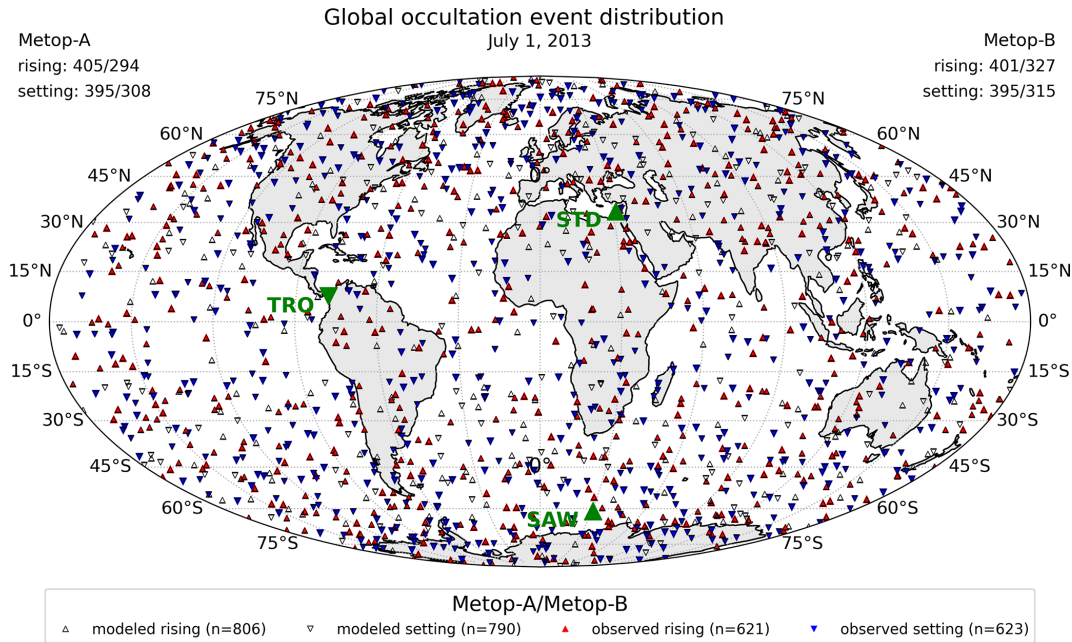 Global occultation event distribution
July 1, 2013
Metop-A
rising: 405/294
setting: 395/308
Metop-B
rising: 401/327
setting: 395/315
75°N
75°N
60°N
60°N
45°N
45°N
30°N
30°N
STD
15°N
15°N
TRO
0°
0°
15°S
15°S
30°S
30°S
45°S
0°
45°S
60°S
60°S
SAW
75°S
75°S
Metop-A/Metop-B
modeled rising (n=806) modeled setting (n=790) observed rising (n=621) observed setting (n=623)